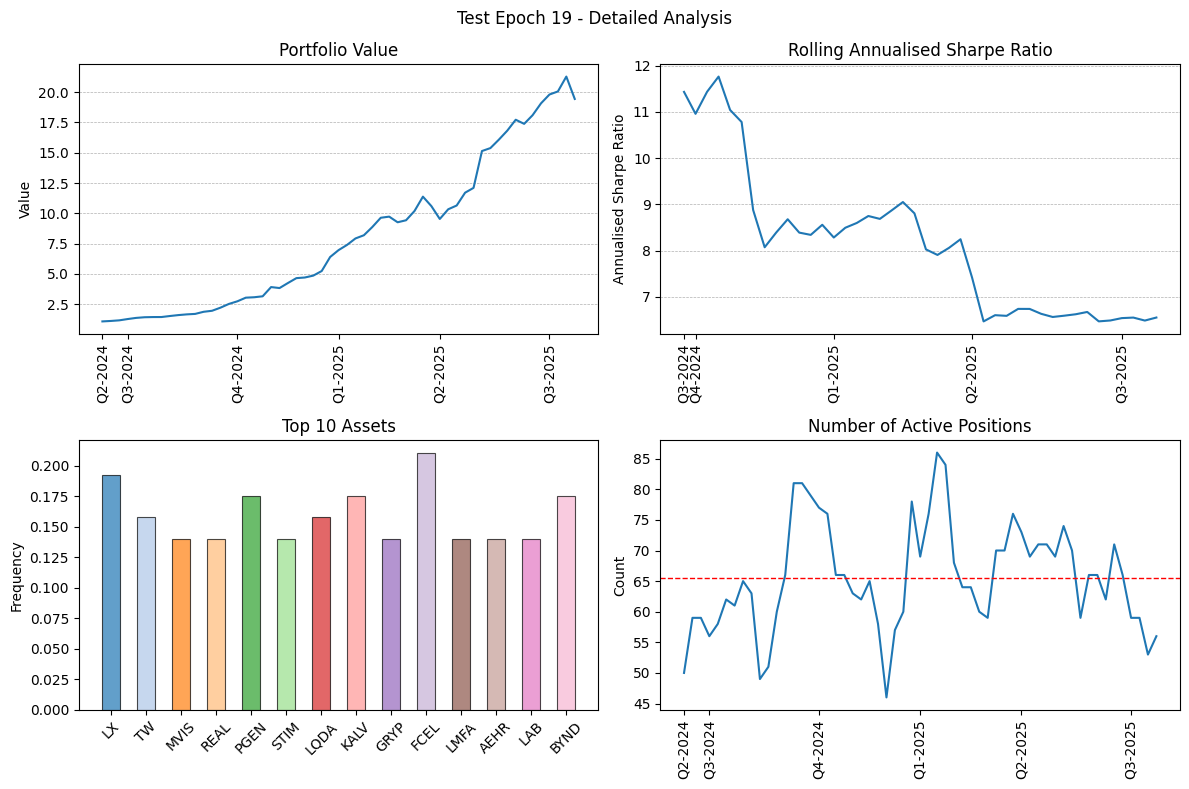 Test Epoch 19 - Detailed Analysis
Portfolio Value
Value
20.0
17.5
15.0
12.5
10.0
7.5
5.0
2.5
Q2-2024
Q3-2024
Q4-2024
Q1-2025
Q2-2025
Q3-2025
Rolling Annualised Sharpe Ratio
Annualised Sharpe Ratio
12
11
10
9
8
7
Q3-2024
Q4-2024
Q1-2025
Q2-2025
Q3-2025
Top 10 Assets
Frequency
0.200
0.175
0.150
0.125
0.100
0.075
0.050
0.025
0.000
LX
TW
MVIS
REAL
PGEN
STIM
LQDA
KALV
GRYP
FCEL
LMFA
AEHR
LAB
BYND
Number of Active Positions
Count
85
80
75
70
65
60
55
50
45
Q2-2024
Q3-2024
Q4-2024
Q1-2025
Q2-2025
Q3-2025